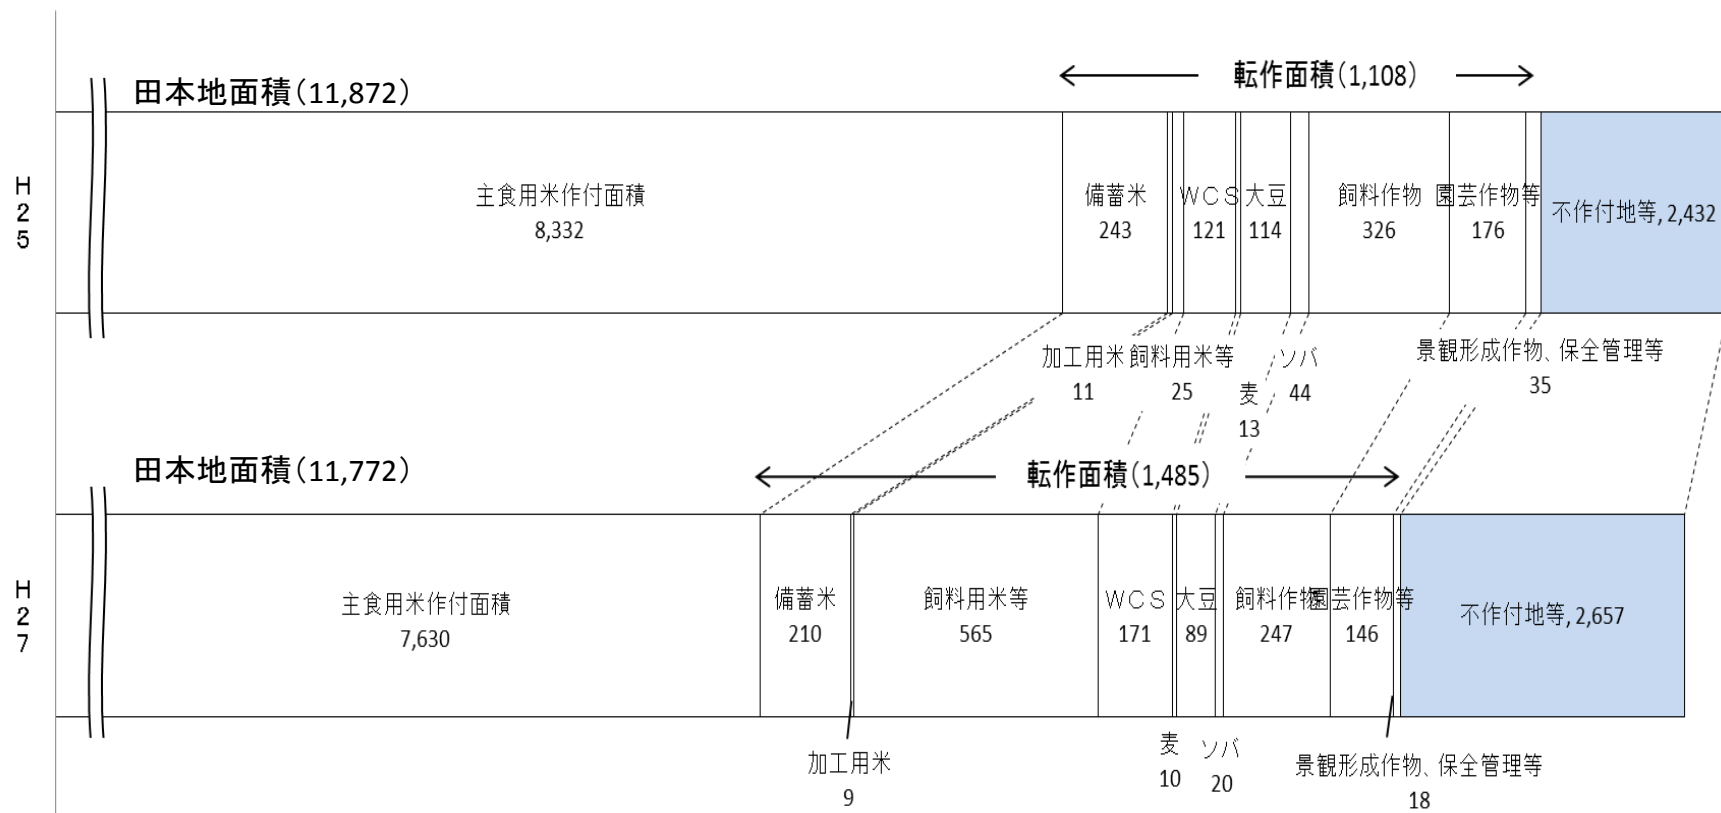 田本地面積(11,872)
転作面積(1,108)
H25
主食用米作付面積
8,332
備蓄米
243
WCS
121
大豆
114
飼料作物
326
園芸作物等
176
不作付地等, 2,432
加工用米
11
飼料用米等
25
麦
13
ソバ
44
景観形成作物、保全管理等
35
田本地面積(11,772)
転作面積(1,485)
H27
主食用米作付面積
7,630
備蓄米
210
飼料用米等
565
WCS
171
大豆
89
飼料作物
247
園芸作物等
146
不作付地等, 2,657
加工用米
9
麦
10
ソバ
20
景観形成作物、保全管理等
18